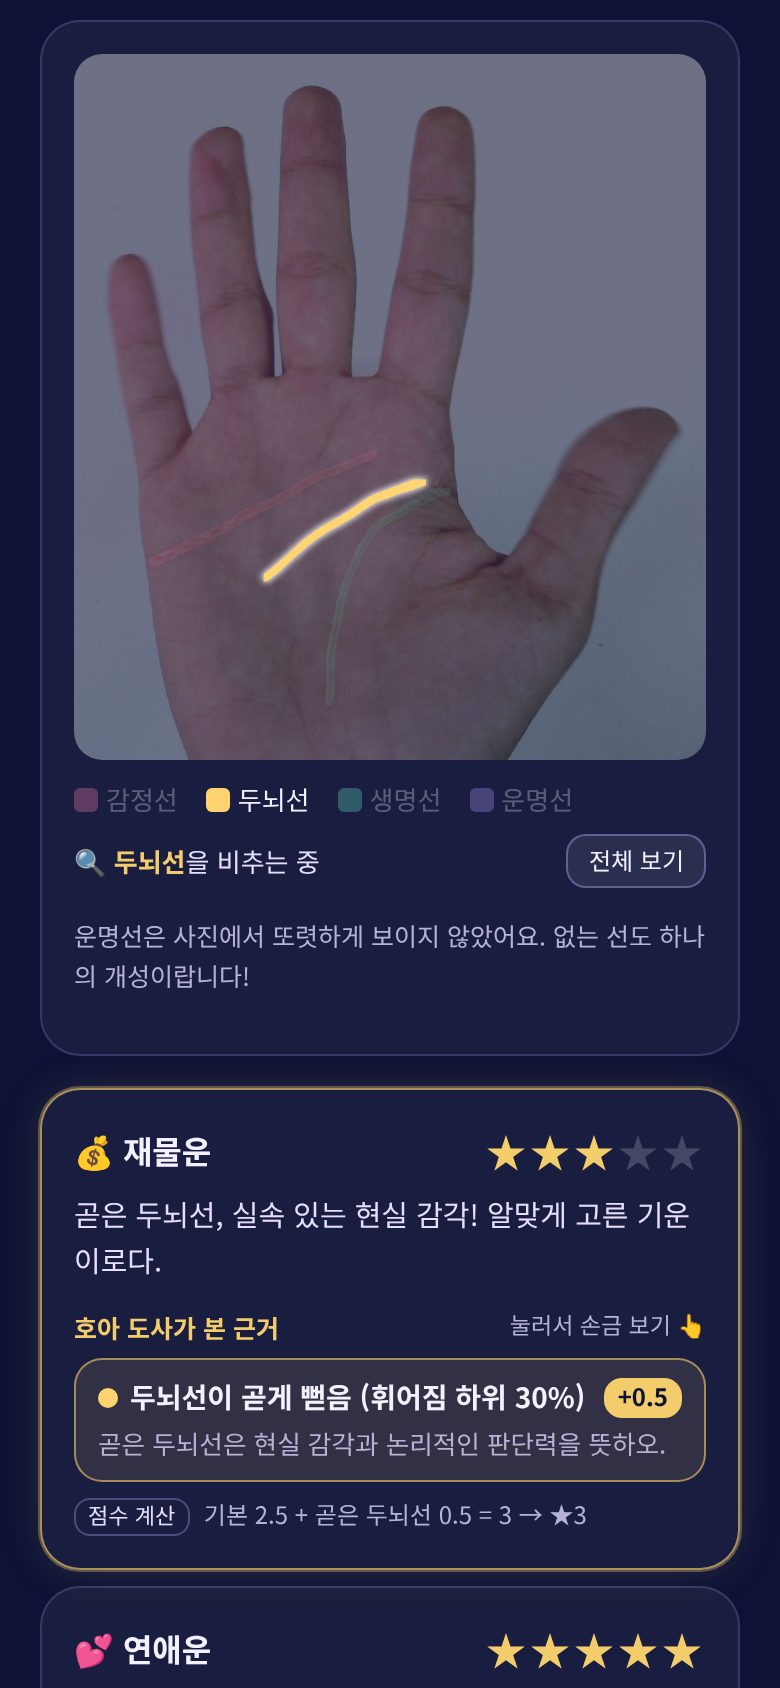 감정선 두뇌선 생명선 운명선
🔍 두뇌선을 비추는 중
전체 보기
운명선은 사진에서 또렷하게 보이지 않았어요. 없는 선도 하나
의 개성이랍니다!
💰 재물운 ★★★★★
곧은 두뇌선, 실속 있는 현실 감각! 알맞게 고른 기운
이로다.
호아 도사가 본 근거
눌러서 손금 보기 👆
두뇌선이 곧게 뻗음 (휘어짐 하위 30%) +0.5
곧은 두뇌선은 현실 감각과 논리적인 판단력을 뜻하오.
점수 계산 기본 2.5 + 곧은 두뇌선 0.5 = 3 → ★3
💕 연애운 ★★★★★